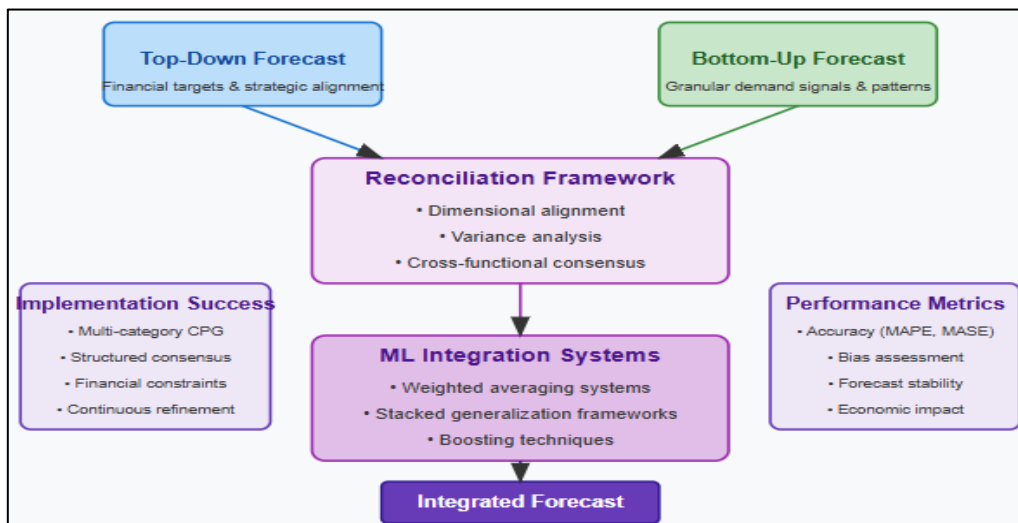 Top-Down Forecast
Financial targets & strategic alignment
Bottom-Up Forecast
Granular demand signals & patterns
Reconciliation Framework
• Dimensional alignment
• Variance analysis
• Cross-functional consensus
Implementation Success
• Multi-category CPG
• Structured consensus
• Financial constraints
• Continuous refinement
ML Integration Systems
• Weighted averaging systems
• Stacked generalization frameworks
• Boosting techniques
Performance Metrics
• Accuracy (MAPE, MASE)
• Bias assessment
• Forecast stability
• Economic impact
Integrated Forecast